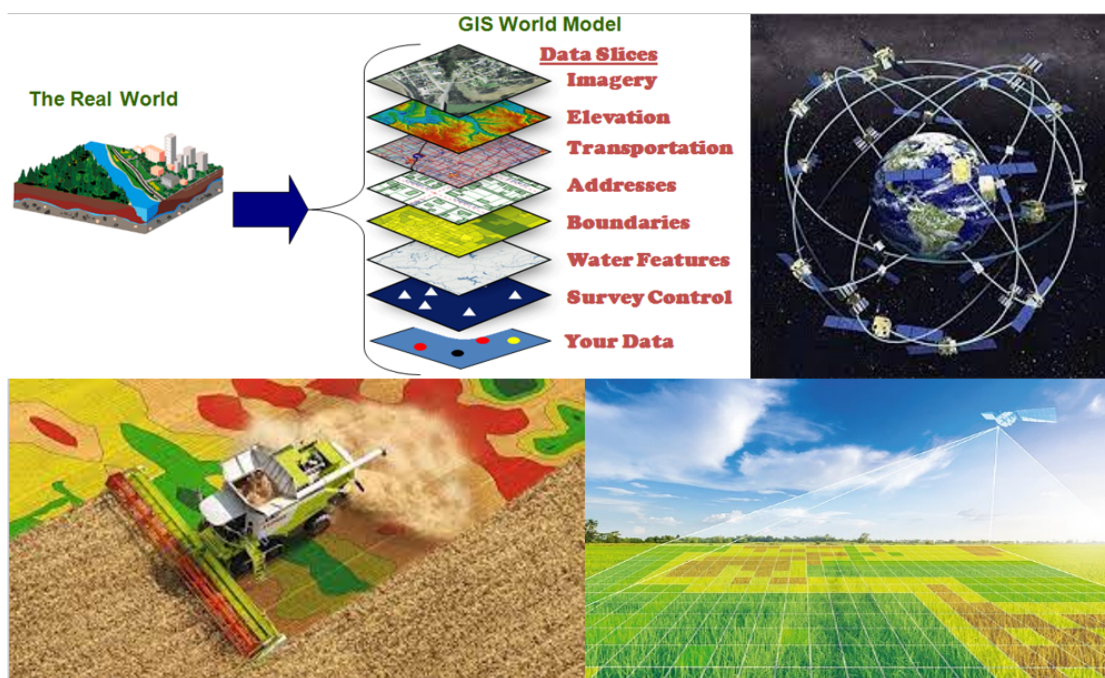 GIS World Model
The Real World
Data Slices
Imagery
Elevation
Transportation
Addresses
Boundaries
Water Features
Survey Control
Your Data